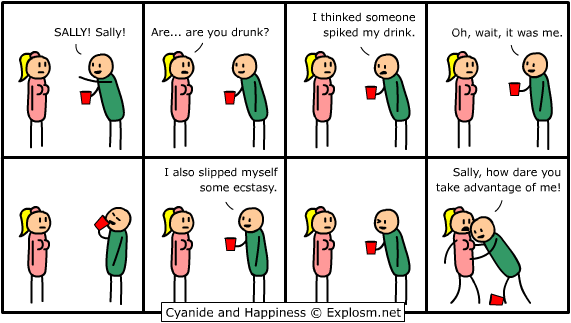 SALLY! Sally!
Are... are you drunk?
I thinked someone
spiked my drink.
Oh, wait, it was me.
I also slipped myself
some ecstasy.
Sally, how dare you
take advantage of me!
Cyanide and Happiness © Explosm.net